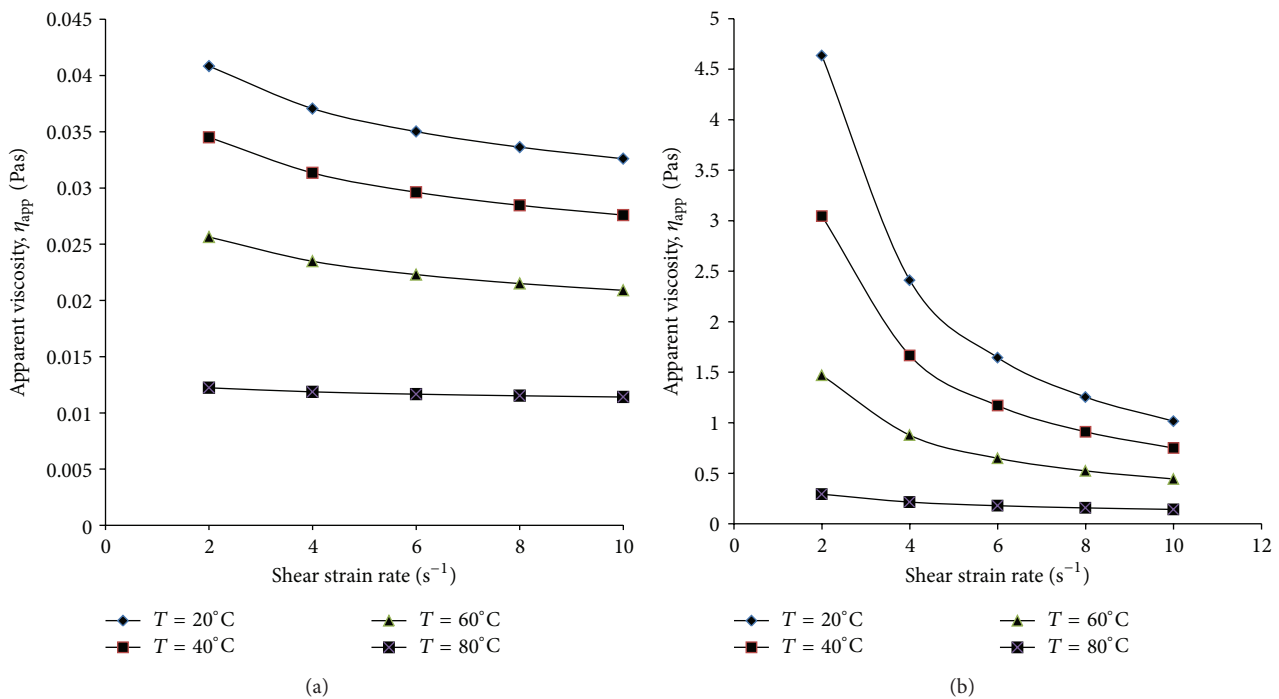 0.045
0.04
0.035
0.03
0.025
0.02
0.015
0.01
0.005
0
Apparent viscosity, η_app (Pas)
0 2 4 6 8 10
Shear strain rate (s⁻¹)
T = 20°C
T = 40°C
T = 60°C
T = 80°C
(a)
5
4.5
4
3.5
3
2.5
2
1.5
1
0.5
0
Apparent viscosity, η_app (Pas)
0 2 4 6 8 10 12
Shear strain rate (s⁻¹)
T = 20°C
T = 40°C
T = 60°C
T = 80°C
(b)